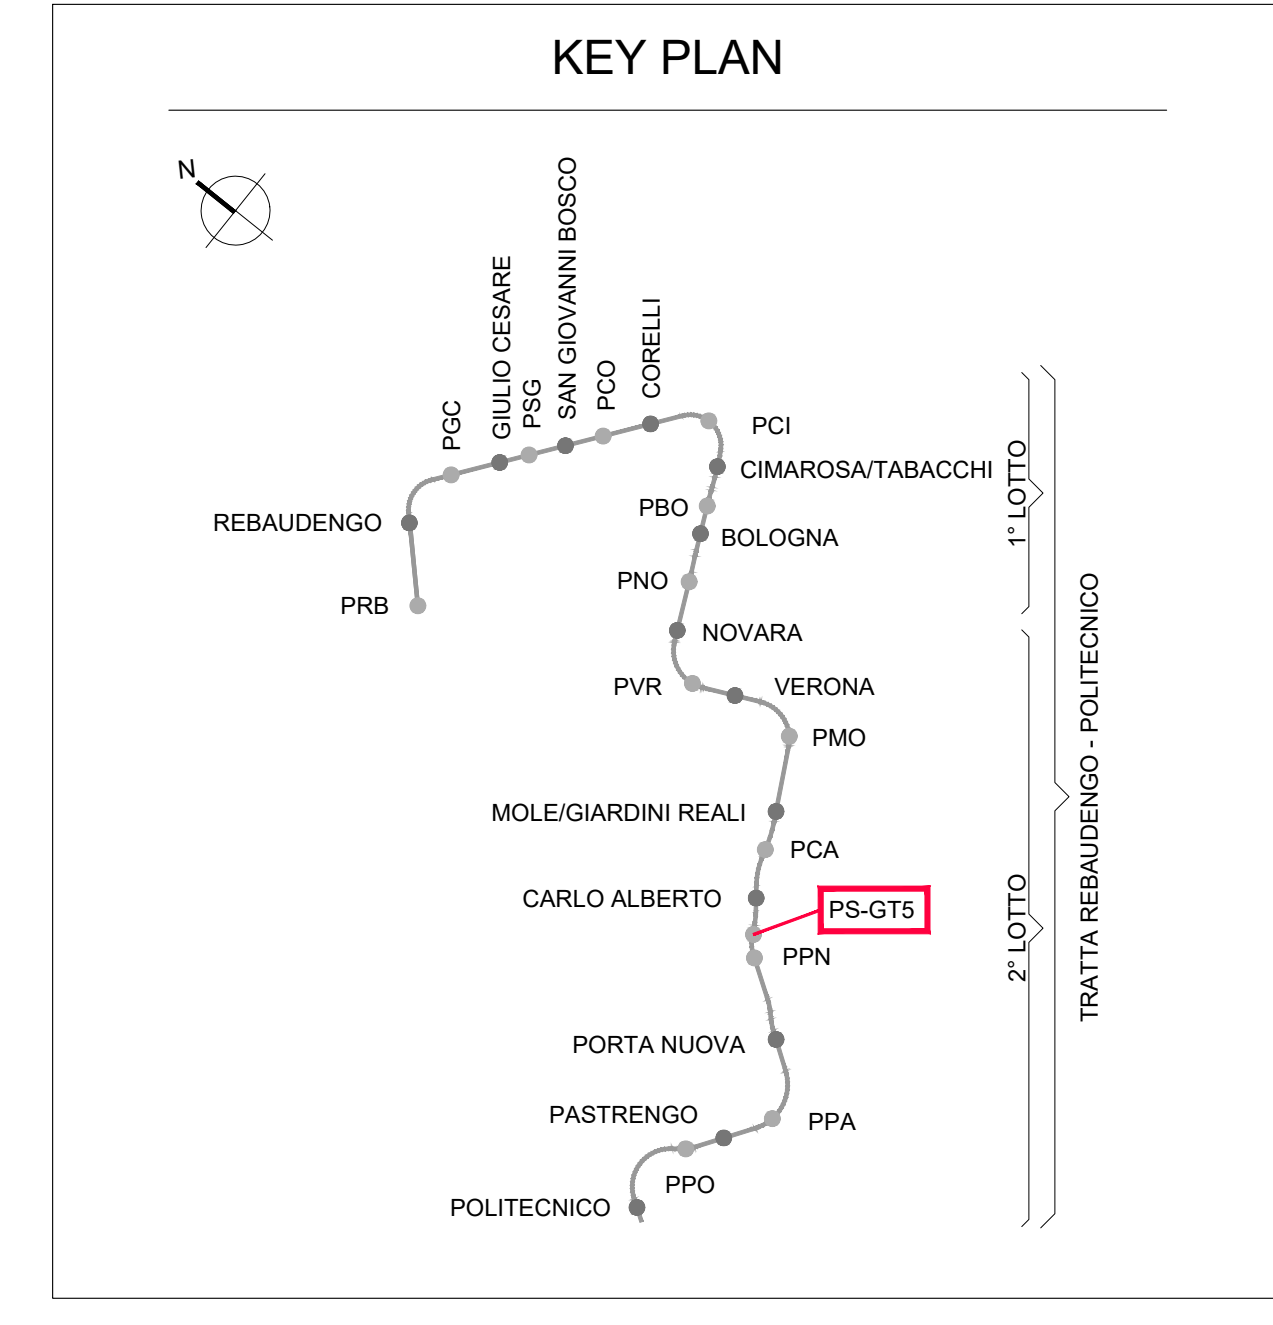 KEY PLAN
N
PGC
GIULIO CESARE
PSG
SAN GIOVANNI BOSCO
PCO
CORELLI
PCI
CIMAROSA/TABACCHI
REBAUDENGO
PBO
BOLOGNA
PNO
PRB
NOVARA
PVR
VERONA
PMO
MOLE/GIARDINI REALI
PCA
CARLO ALBERTO
PS-GT5
PPN
PORTA NUOVA
PASTRENGO
PPA
PPO
POLITECNICO
1° LOTTO
2° LOTTO
TRATTA REBAUDENGO - POLITECNICO